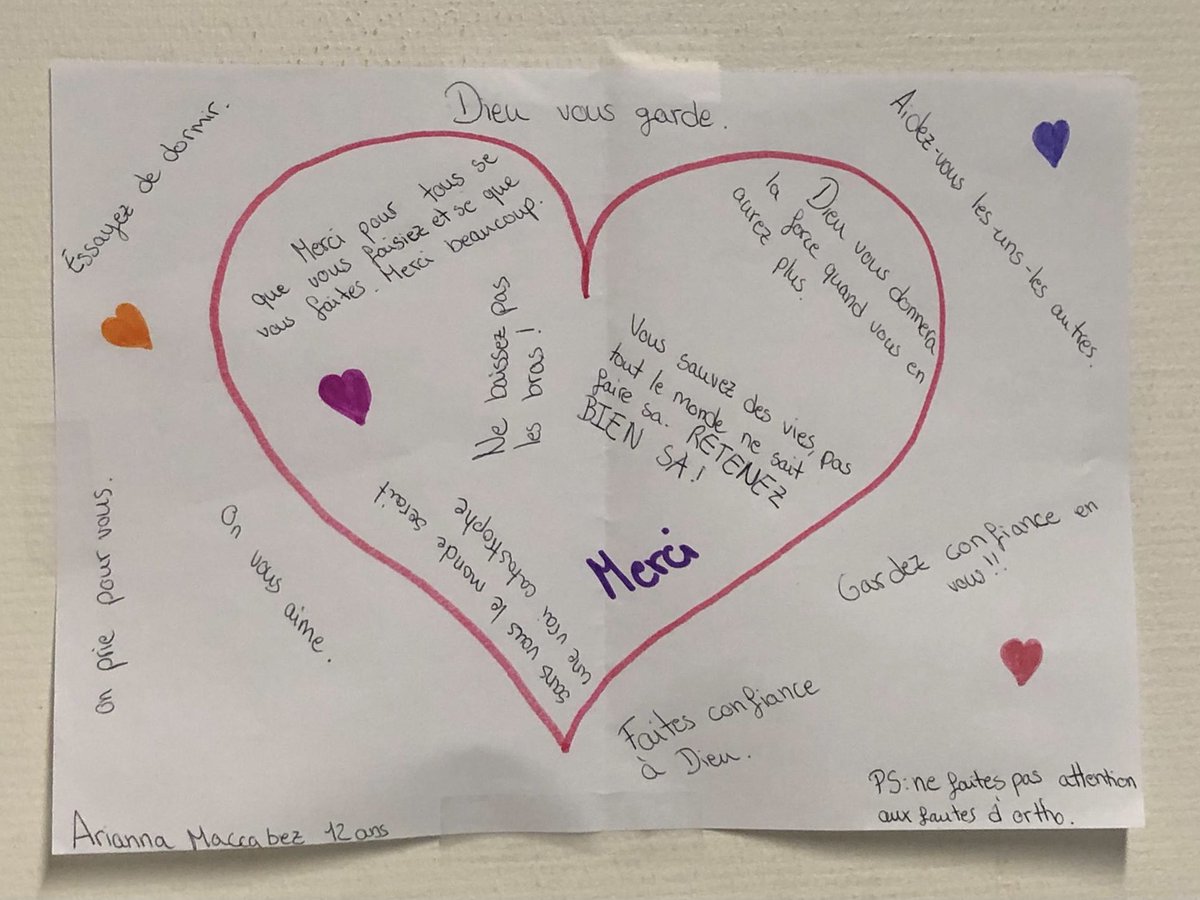 Dieu vous garde.
Essayez de dormir.
Aidez-vous les-uns-les autres.
Merci pour tous se
que vous faisiez et se que
vous faites. Merci beaucoup.
Dieu vous donnera
la force quand vous en
aurez plus.
Ne baissez pas
les bras !
Vous sauvez des vies, pas
tout le monde ne sait
faire sa. RETENEZ
BIEN SA !
sans vous le monde serait
une vrai catastrophe
Merci
On prie pour vous.
On vous aime.
Gardez confiance en
vous !!
Faites confiance
à Dieu.
PS: ne faites pas attention
aux fautes d'ortho.
Arianna Maccabez 12 ans